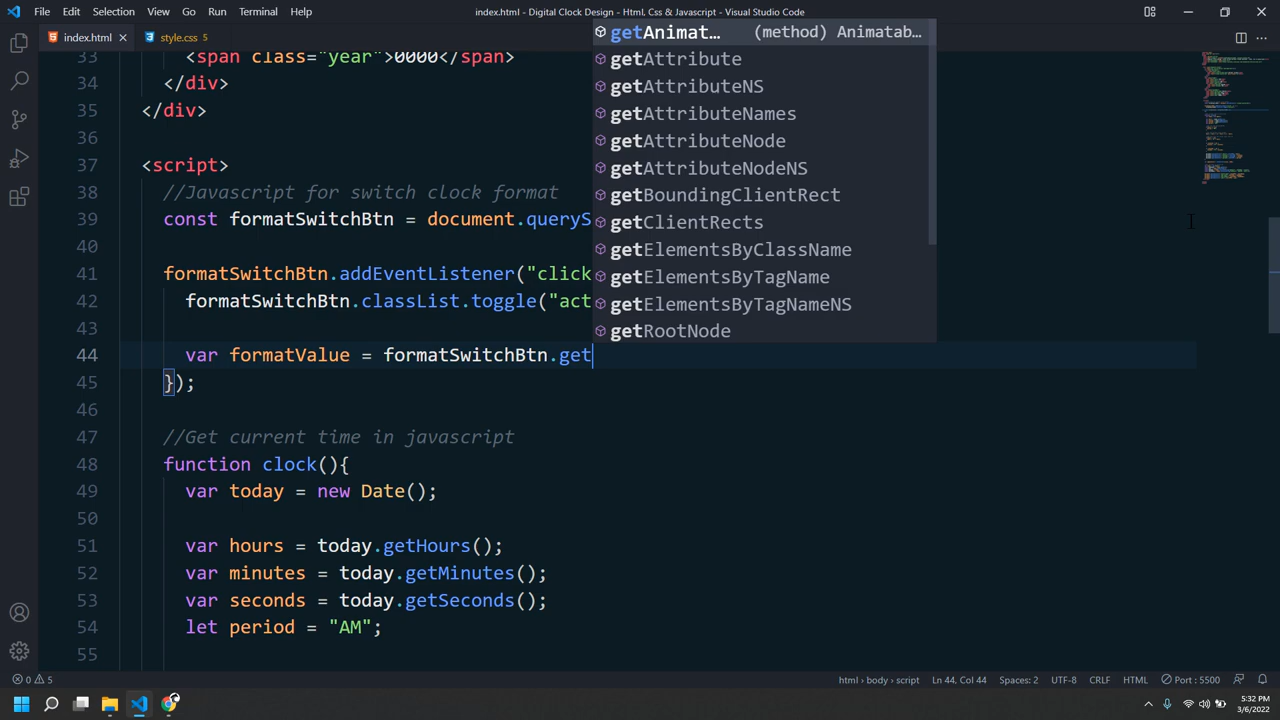 File Edit Selection View Go Run Terminal Help
index.html - Digital Clock Design - Html, Css & Javascript - Visual Studio Code
index.html
style.css 5
33 <span class="year">0000</span>
34 </div>
35 </div>
36
37 <script>
38 //Javascript for switch clock format
39 const formatSwitchBtn = document.queryS
40
41 formatSwitchBtn.addEventListener("click
42 formatSwitchBtn.classList.toggle("act
43
44 var formatValue = formatSwitchBtn.get
45 });
46
47 //Get current time in javascript
48 function clock(){
49 var today = new Date();
50
51 var hours = today.getHours();
52 var minutes = today.getMinutes();
53 var seconds = today.getSeconds();
54 let period = "AM";
55
getAnimat… (method) Animatab…
getAttribute
getAttributeNS
getAttributeNames
getAttributeNode
getAttributeNodeNS
getBoundingClientRect
getClientRects
getElementsByClassName
getElementsByTagName
getElementsByTagNameNS
getRootNode
0 5
html › body › script Ln 44, Col 44 Spaces: 2 UTF-8 CRLF HTML Port : 5500
5:32 PM
3/6/2022